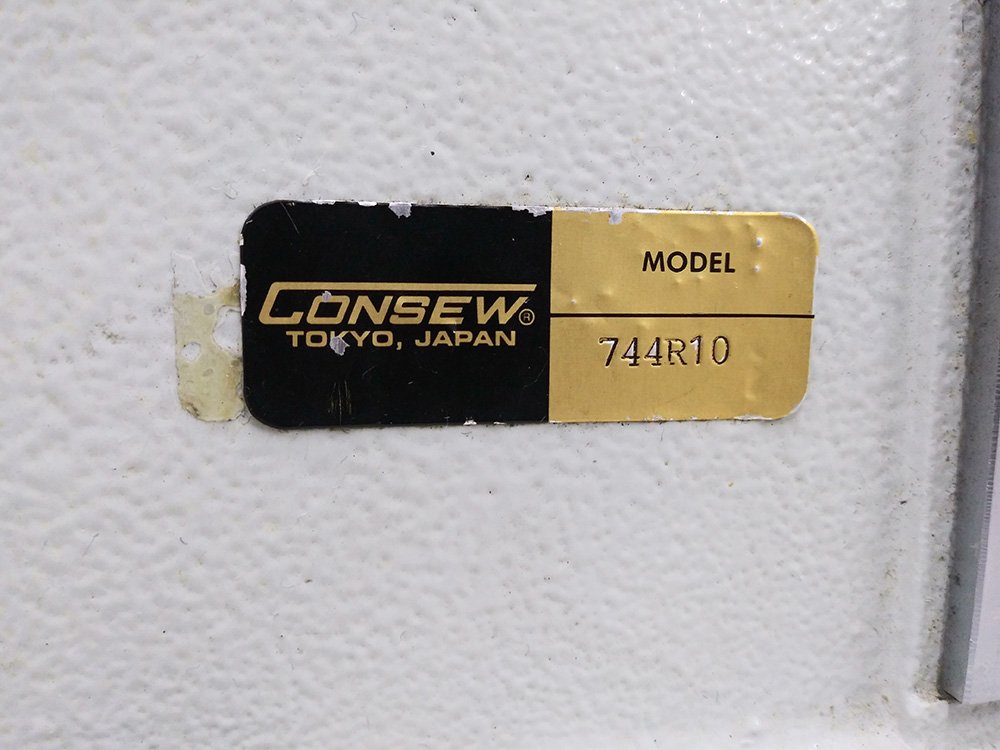 CONSEW®
TOKYO, JAPAN
MODEL
744R10